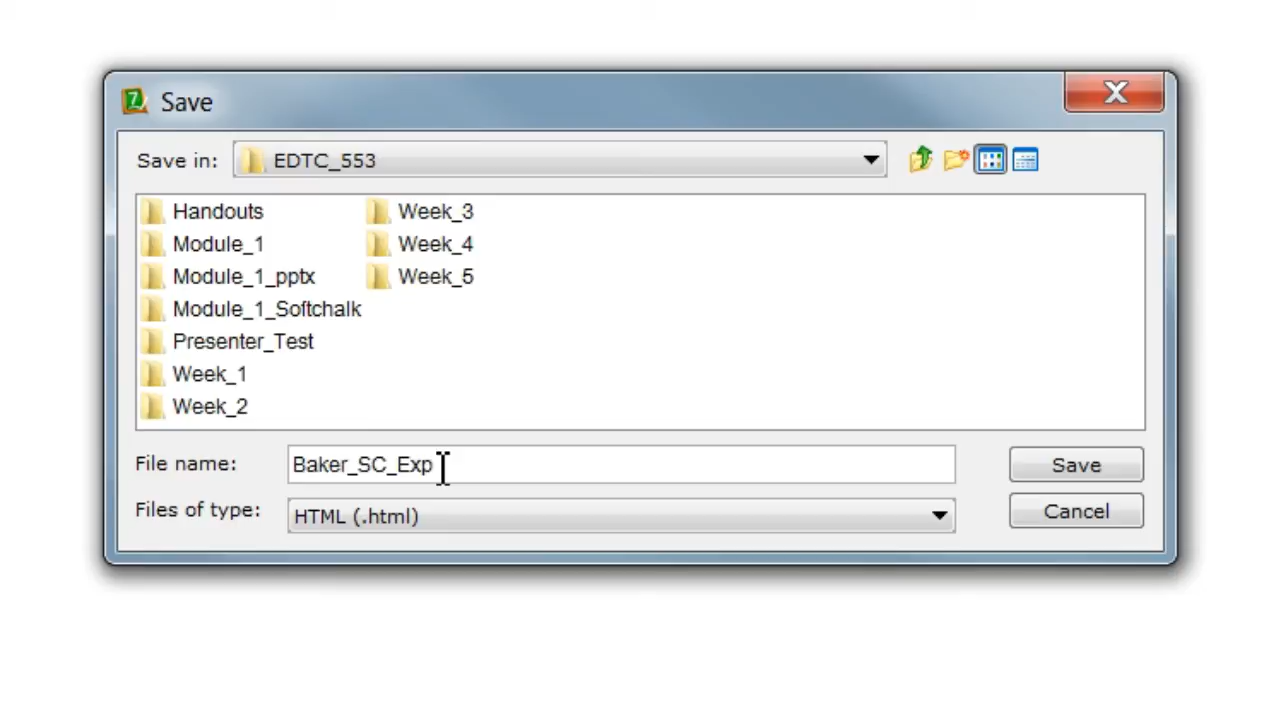 Save
Save in: EDTC_553
Handouts
Module_1
Module_1_pptx
Module_1_Softchalk
Presenter_Test
Week_1
Week_2
Week_3
Week_4
Week_5
File name: Baker_SC_Exp
Save
Files of type: HTML (.html)
Cancel